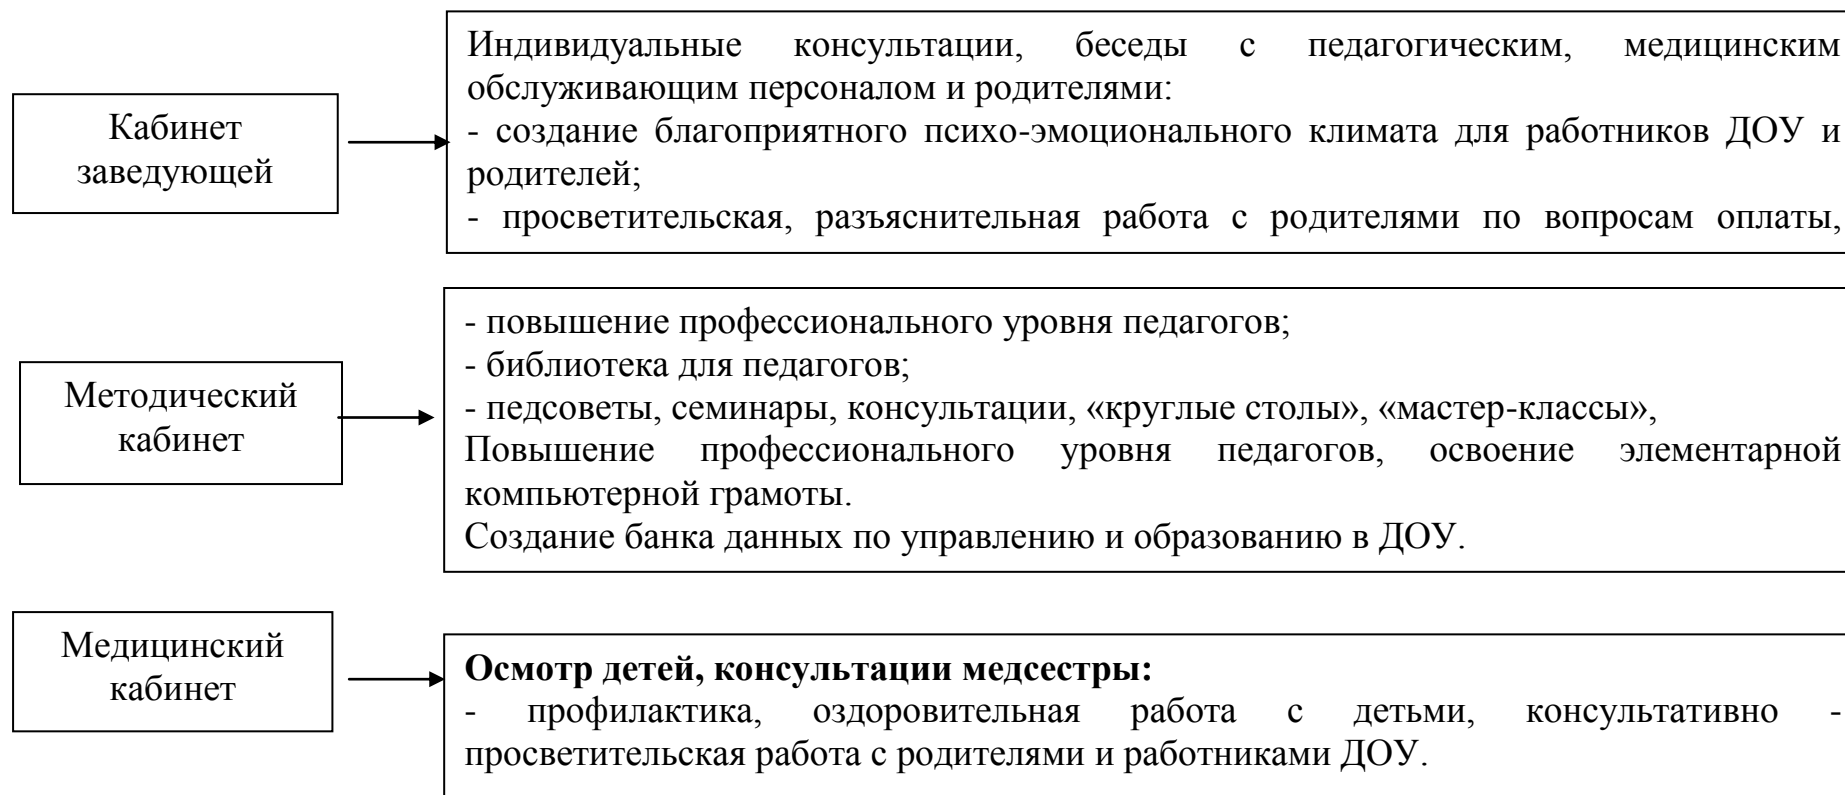 Кабинет
заведующей
Индивидуальные консультации, беседы с педагогическим, медицинским
обслуживающим персоналом и родителями:
- создание благоприятного психо-эмоционального климата для работников ДОУ и
родителей;
- просветительская, разъяснительная работа с родителями по вопросам оплаты,
Методический
кабинет
- повышение профессионального уровня педагогов;
- библиотека для педагогов;
- педсоветы, семинары, консультации, «круглые столы», «мастер-классы»,
Повышение профессионального уровня педагогов, освоение элементарной
компьютерной грамоты.
Создание банка данных по управлению и образованию в ДОУ.
Медицинский
кабинет
Осмотр детей, консультации медсестры:
- профилактика, оздоровительная работа с детьми, консультативно -
просветительская работа с родителями и работниками ДОУ.